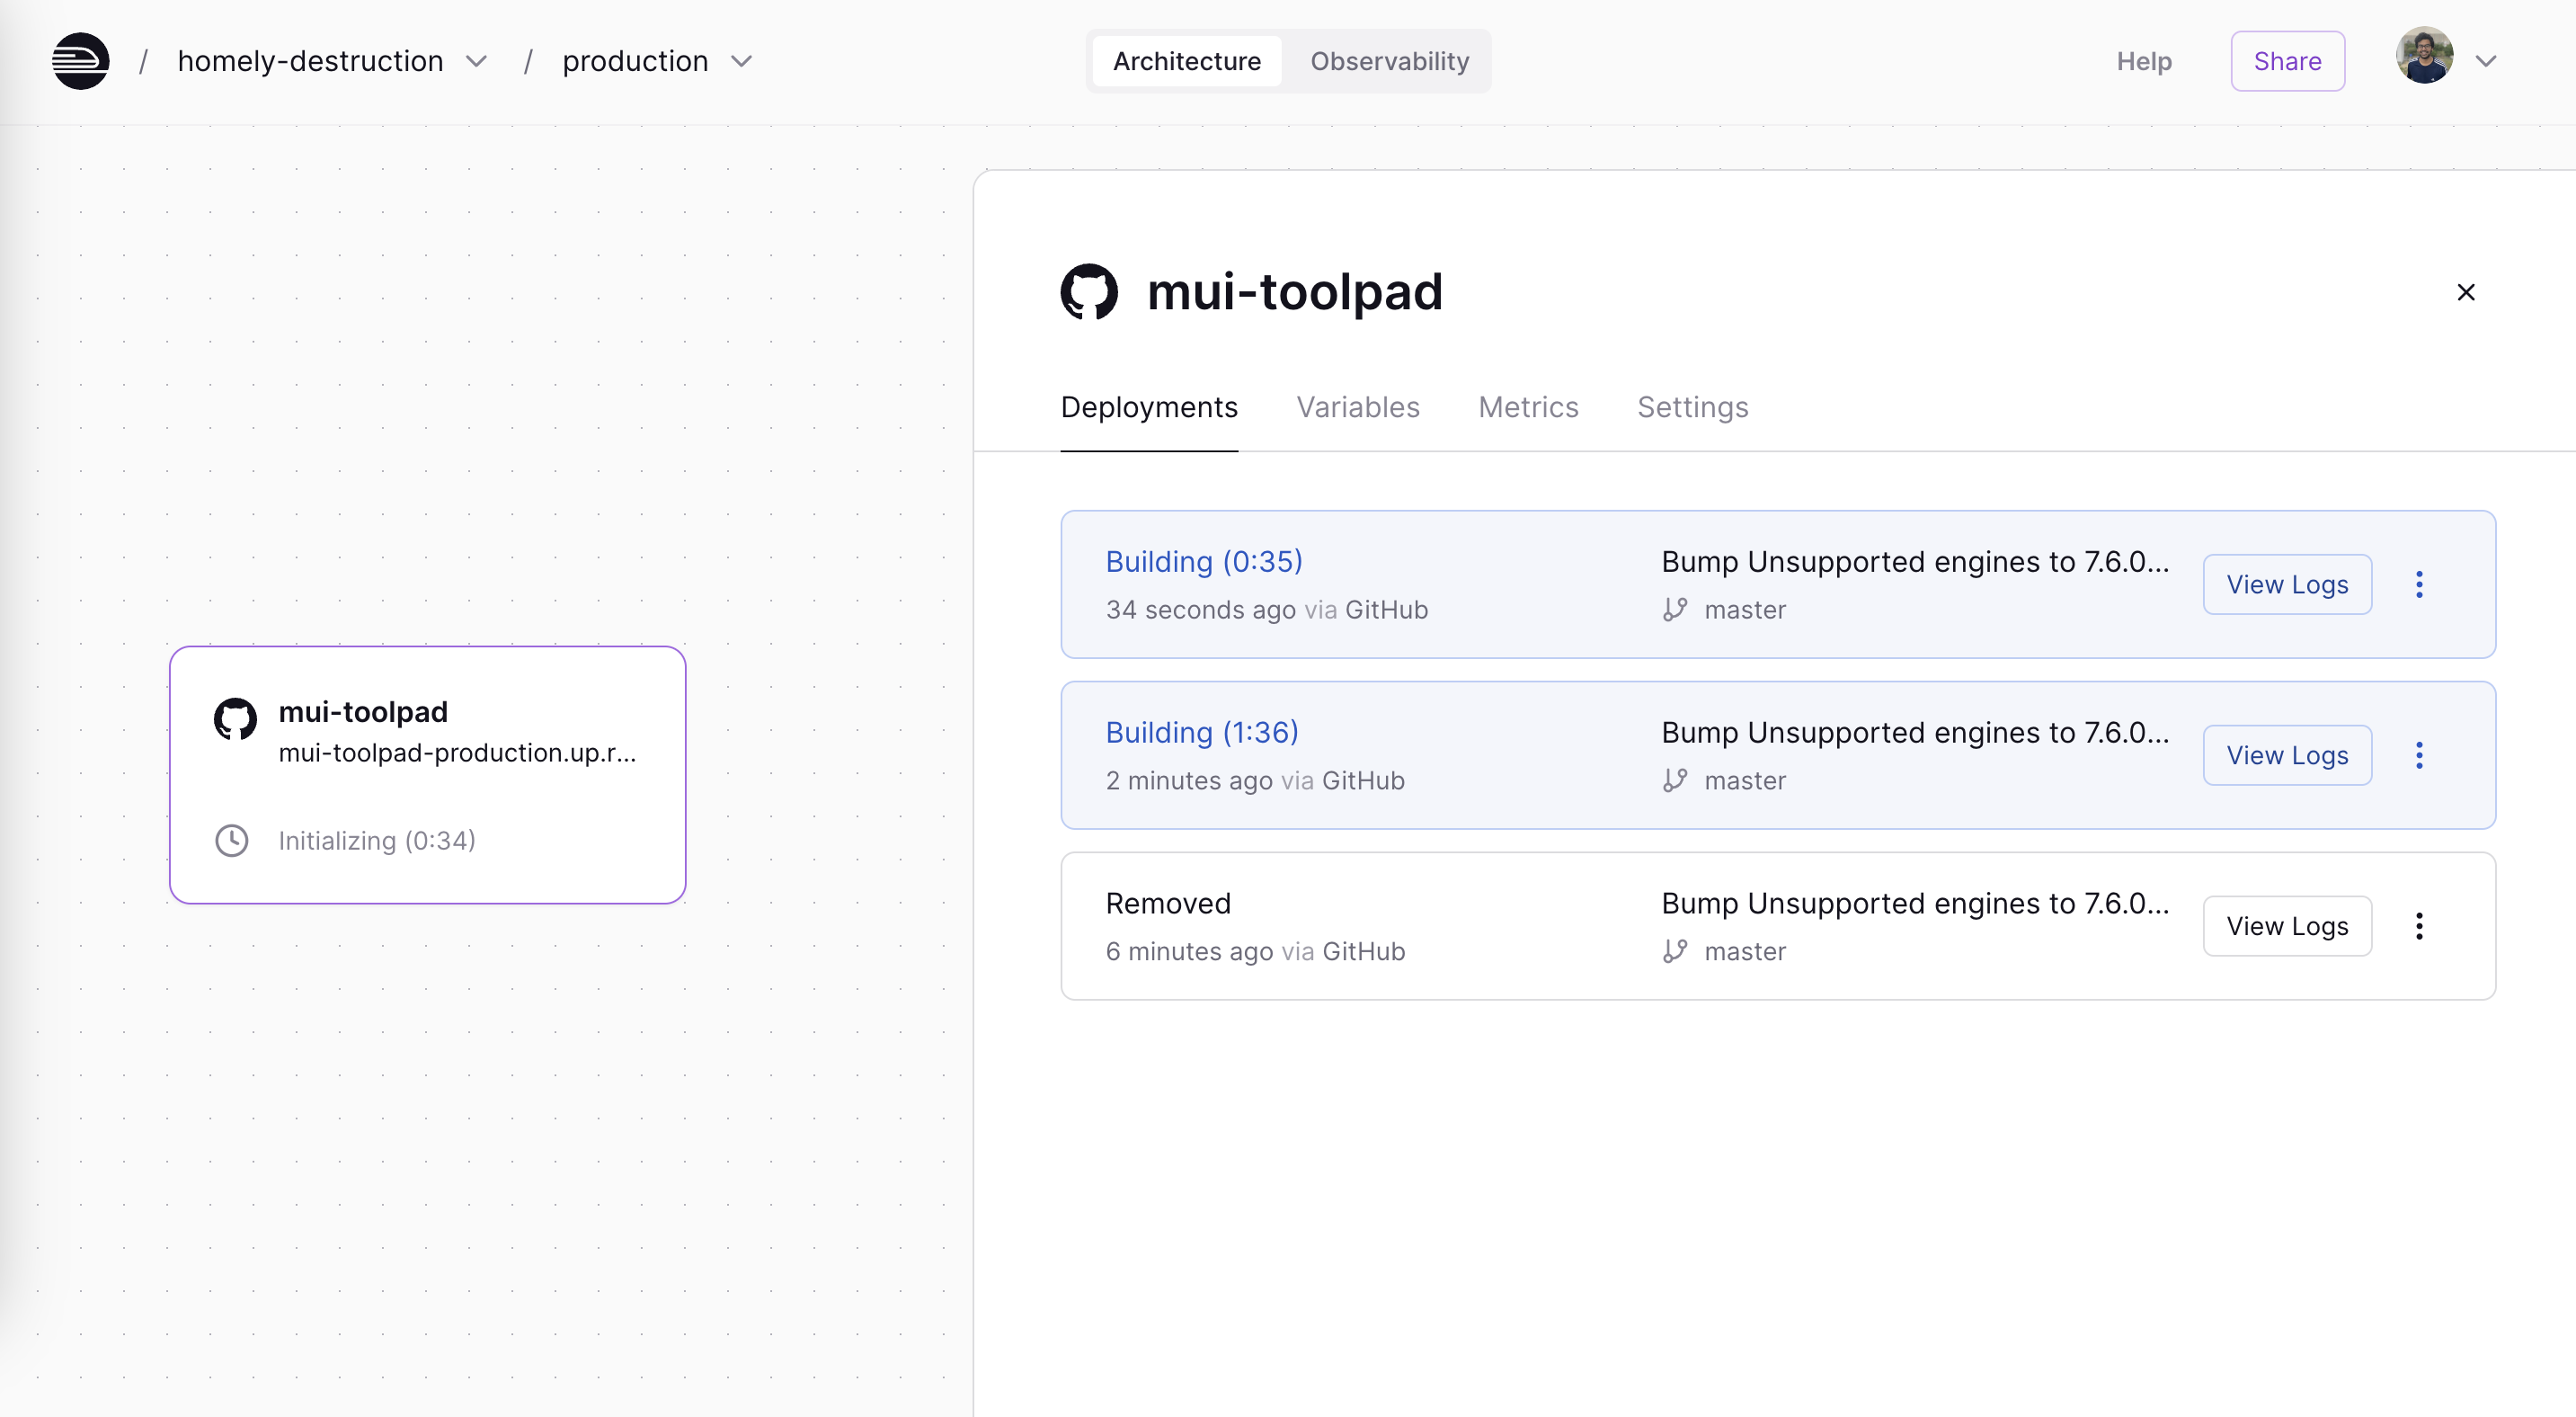 / homely-destruction / production
Architecture Observability
Help Share
mui-toolpad
mui-toolpad-production.up.r...
Initializing (0:34)
mui-toolpad
Deployments Variables Metrics Settings
Building (0:35)
34 seconds ago via GitHub
Bump Unsupported engines to 7.6.0...
master
View Logs
Building (1:36)
2 minutes ago via GitHub
Bump Unsupported engines to 7.6.0...
master
View Logs
Removed
6 minutes ago via GitHub
Bump Unsupported engines to 7.6.0...
master
View Logs